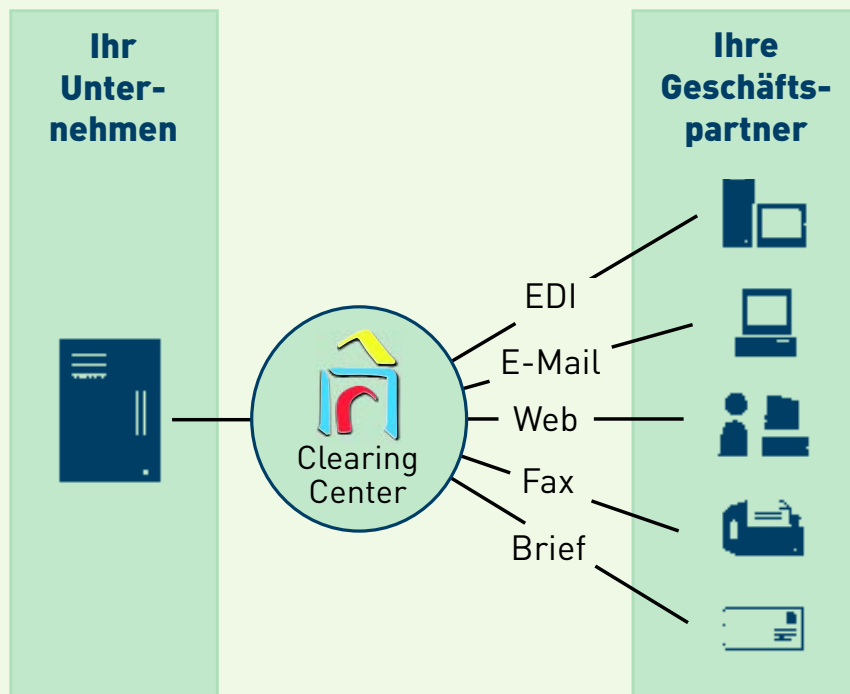 Ihr
Unter-
nehmen
Ihre
Geschäfts-
partner
EDI
E-Mail
Web
Fax
Brief
Clearing
Center